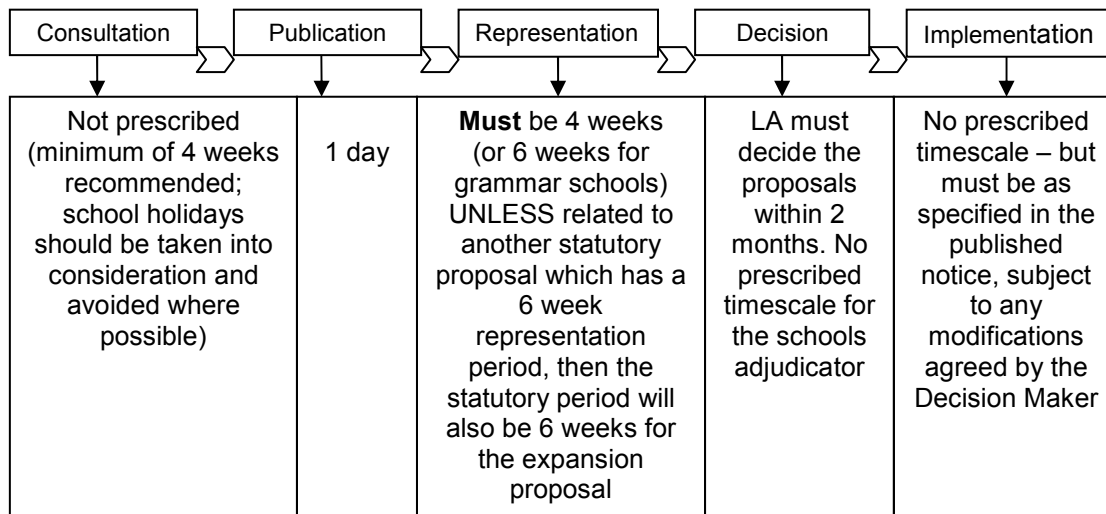 Consultation
Publication
Representation
Decision
Implementation
Not prescribed
(minimum of 4 weeks
recommended;
school holidays
should be taken into
consideration and
avoided where
possible)
1 day
Must be 4 weeks
(or 6 weeks for
grammar schools)
UNLESS related to
another statutory
proposal which has a
6 week
representation
period, then the
statutory period will
also be 6 weeks for
the expansion
proposal
LA must
decide the
proposals
within 2
months. No
prescribed
timescale for
the schools
adjudicator
No prescribed
timescale – but
must be as
specified in the
published
notice, subject
to any
modifications
agreed by the
Decision Maker